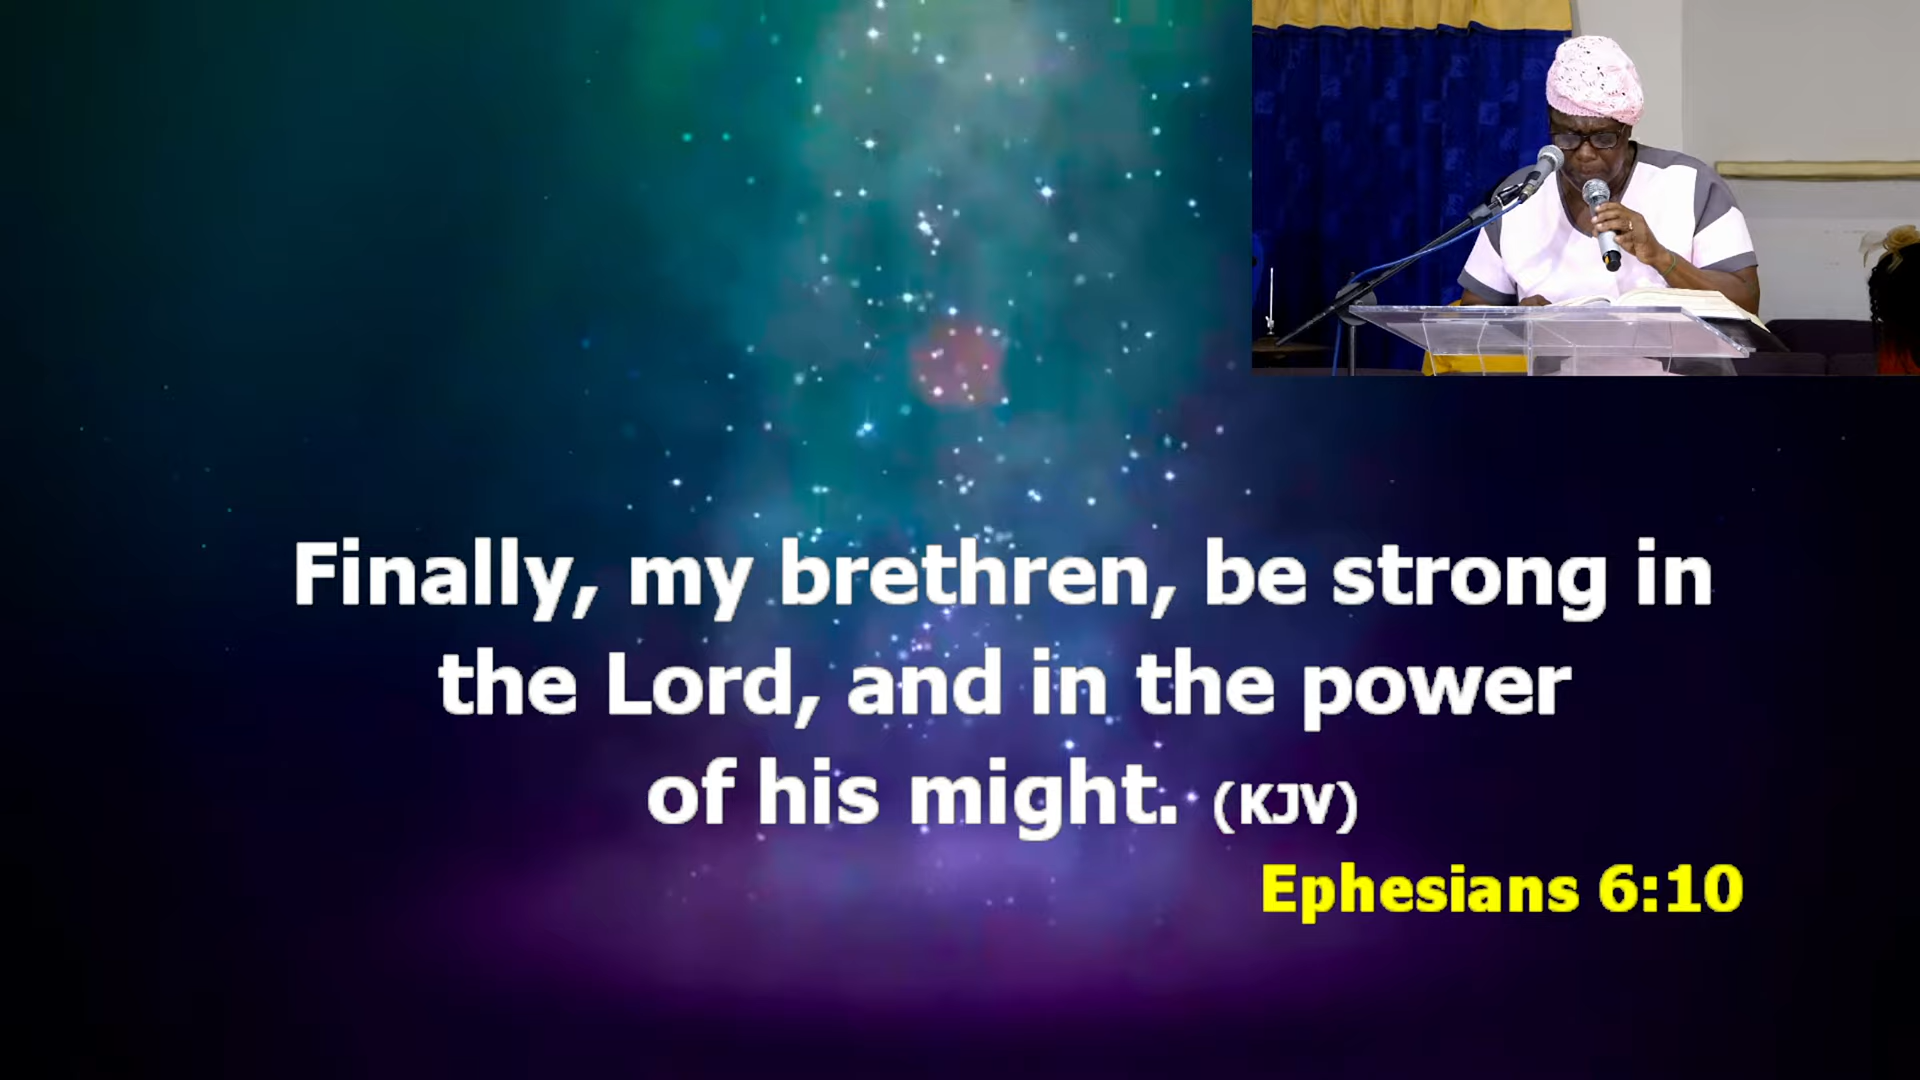 Finally, my brethren, be strong in
the Lord, and in the power
of his might. (KJV)
Ephesians 6:10